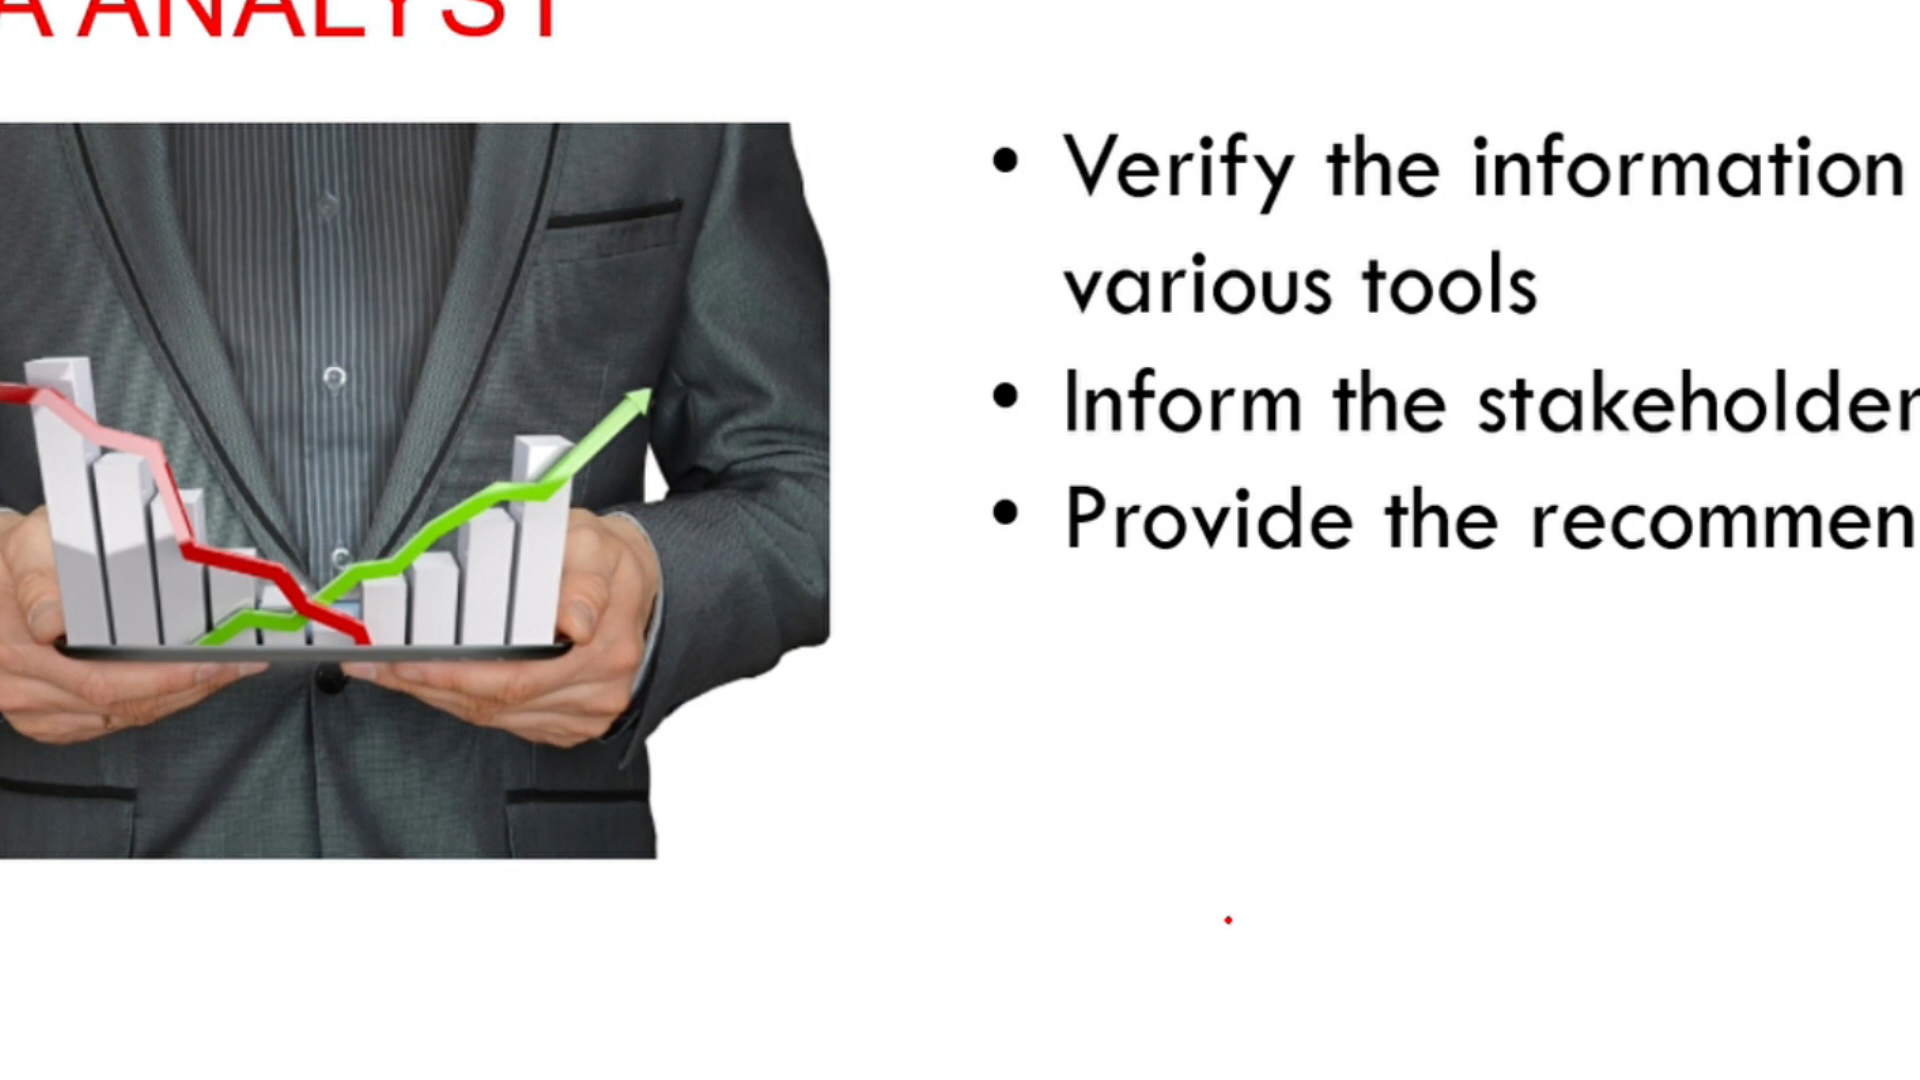 A ANALYST
• Verify the information
various tools
• Inform the stakeholder
• Provide the recommen